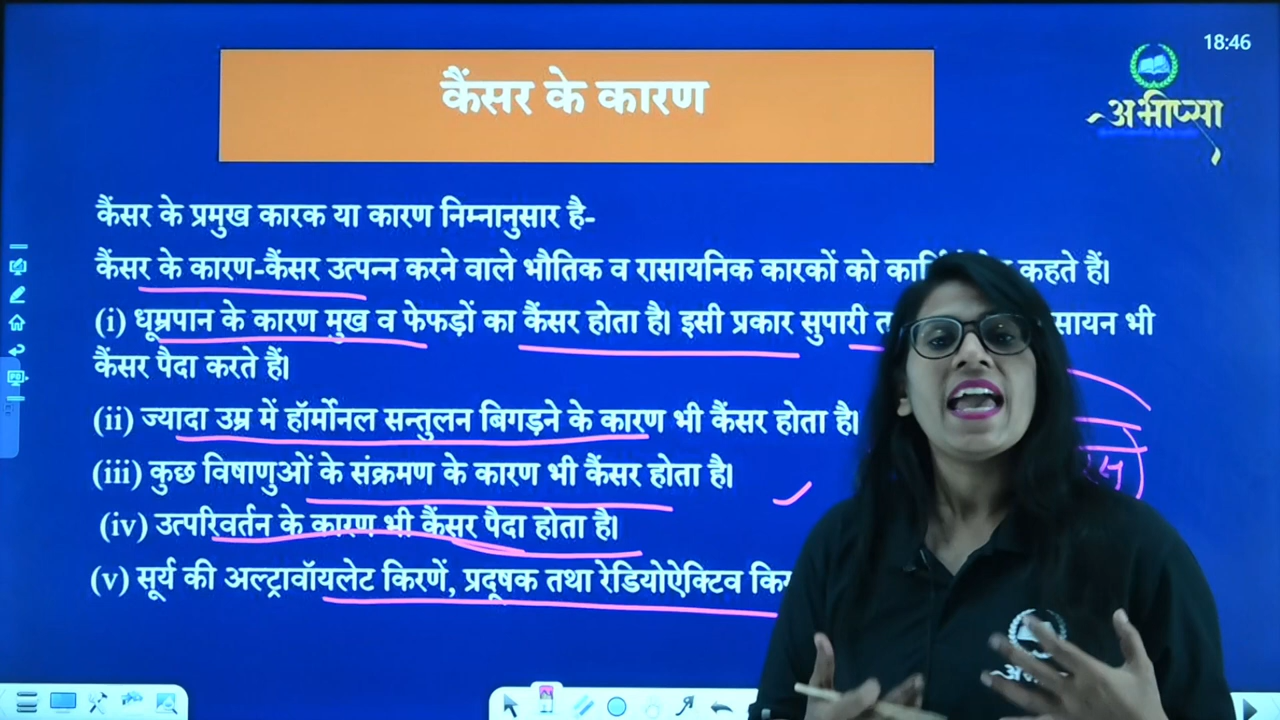 18:46
कैंसर के कारण
अभीप्सा
कैंसर के प्रमुख कारक या कारण निम्नानुसार है-
कैंसर के कारण-कैंसर उत्पन्न करने वाले भौतिक व रासायनिक कारकों को कहते हैं।
(i) धूम्रपान के कारण मुख व फेफड़ों का कैंसर होता है। इसी प्रकार सुपारी भी
कैंसर पैदा करते हैं।
(ii) ज्यादा उम्र में हॉर्मोनल सन्तुलन बिगड़ने के कारण भी कैंसर होता है।
(iii) कुछ विषाणुओं के संक्रमण के कारण भी कैंसर होता है।
(iv) उत्परिवर्तन के कारण भी कैंसर पैदा होता है।
(v) सूर्य की अल्ट्रावॉयलेट किरणें, प्रदूषक तथा रेडियोऐक्टिव